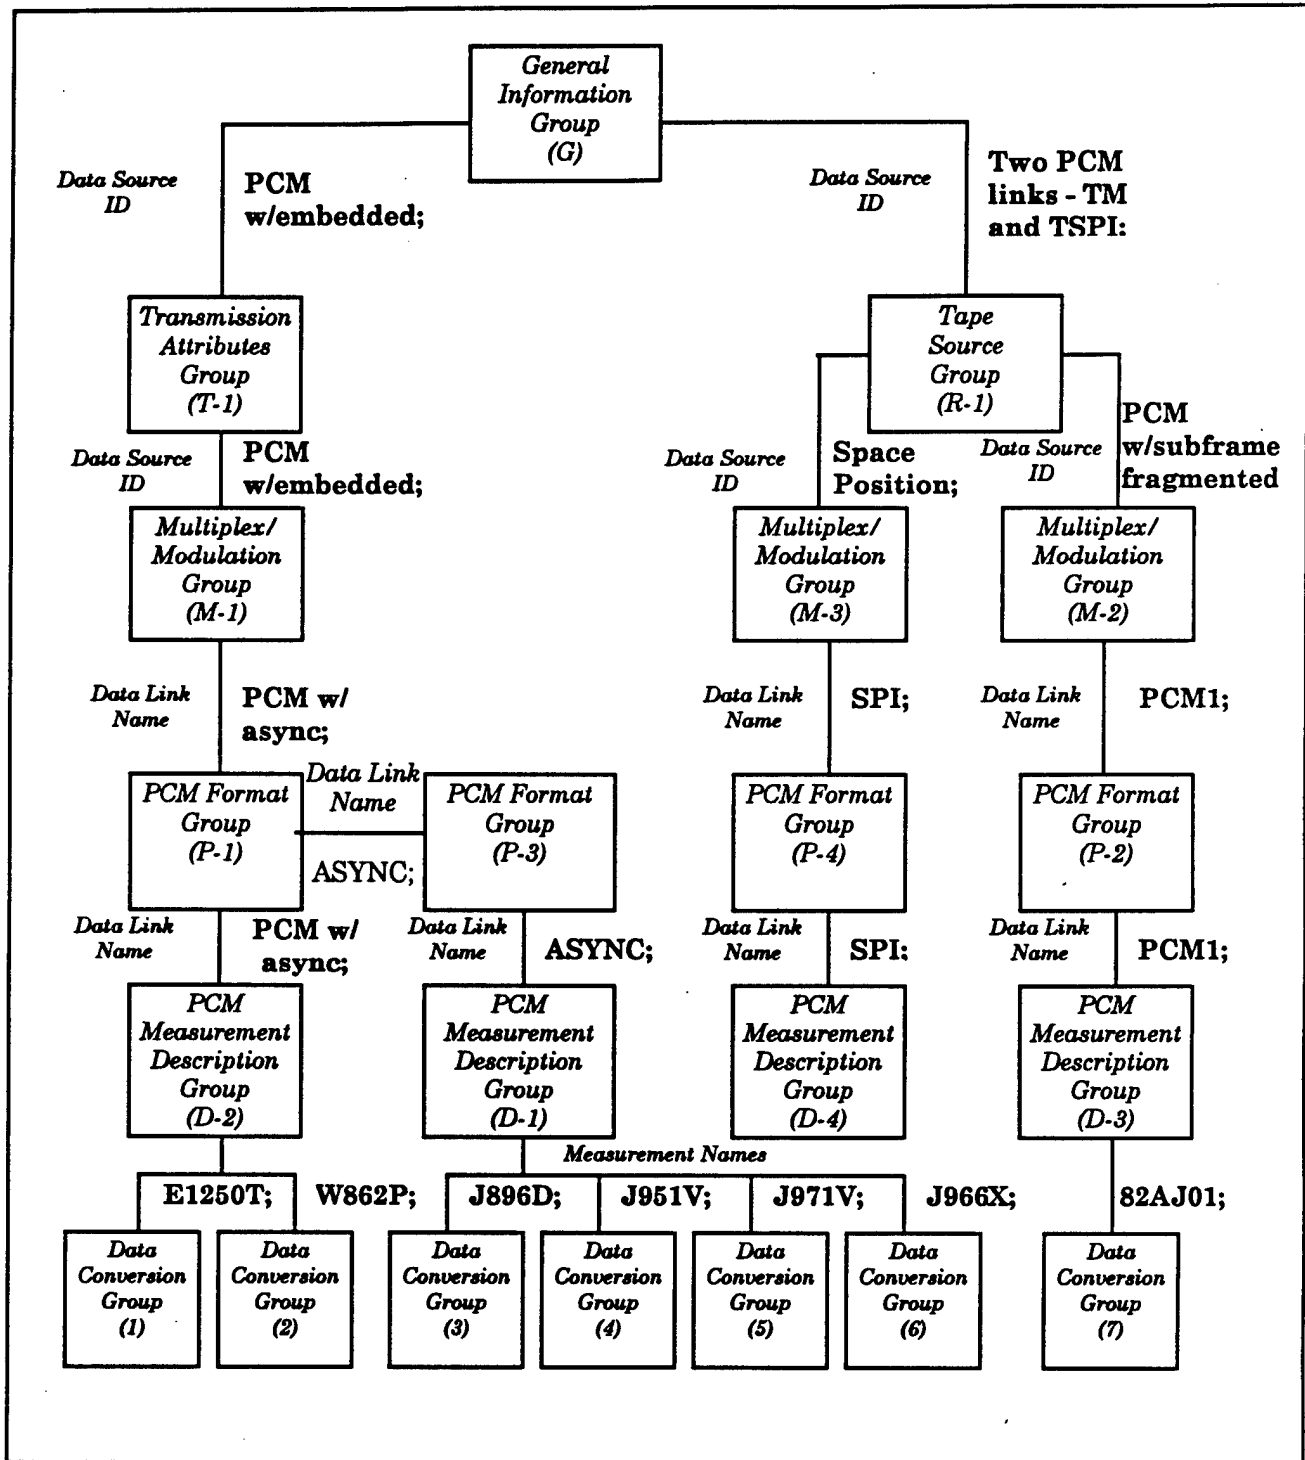 General
Information
Group
(G)
Data Source
ID
PCM
w/embedded;
Data Source
ID
Two PCM
links - TM
and TSPI:
Transmission
Attributes
Group
(T-1)
Tape
Source
Group
(R-1)
Data Source
ID
PCM
w/embedded;
Data Source
ID
Space
Position;
Data Source
ID
PCM
w/subframe
fragmented
Multiplex/
Modulation
Group
(M-1)
Multiplex/
Modulation
Group
(M-3)
Multiplex/
Modulation
Group
(M-2)
Data Link
Name
PCM w/
async;
Data Link
Name
SPI;
Data Link
Name
PCM1;
PCM Format
Group
(P-1)
Data Link
Name
ASYNC;
PCM Format
Group
(P-3)
PCM Format
Group
(P-4)
PCM Format
Group
(P-2)
Data Link
Name
PCM w/
async;
Data Link
Name
ASYNC;
Data Link
Name
SPI:
Data Link
Name
PCM1;
PCM
Measurement
Description
Group
(D-2)
PCM
Measurement
Description
Group
(D-1)
PCM
Measurement
Description
Group
(D-4)
PCM
Measurement
Description
Group
(D-3)
Measurement Names
E1250T;
W862P;
J896D;
J951V;
J971V;
J966X;
82AJ01;
Data
Conversion
Group
(1)
Data
Conversion
Group
(2)
Data
Conversion
Group
(3)
Data
Conversion
Group
(4)
Data
Conversion
Group
(5)
Data
Conversion
Group
(6)
Data
Conversion
Group
(7)